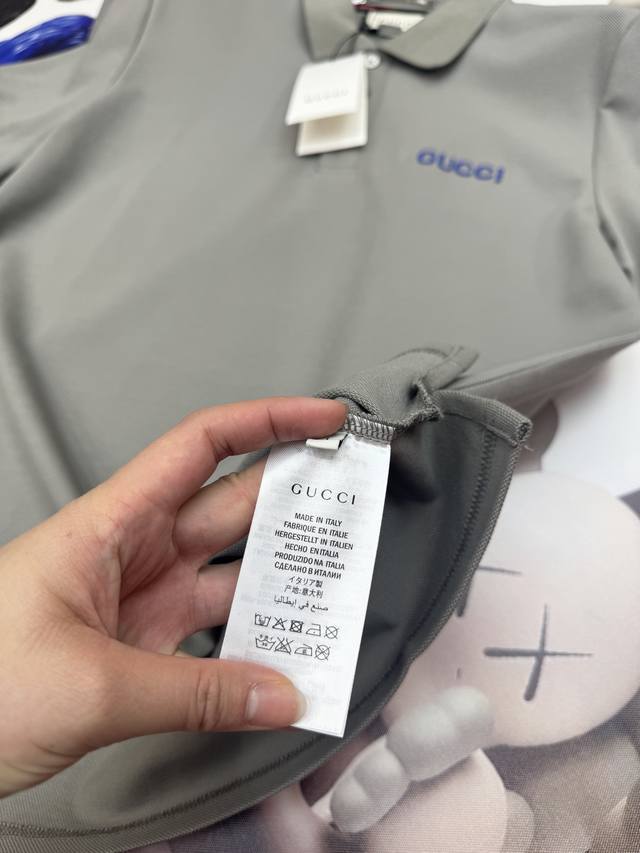 GUCCI
GUCCI
MADE IN ITALY
FABRIQUE EN ITALIE
HERGESTELLT IN ITALIEN
HECHO EN ITALIA
PRODUZIDO NA ITALIA
СДЕЛАНО В ИТАЛИИ
イタリア製
产地:意大利
صنع في إيطاليا